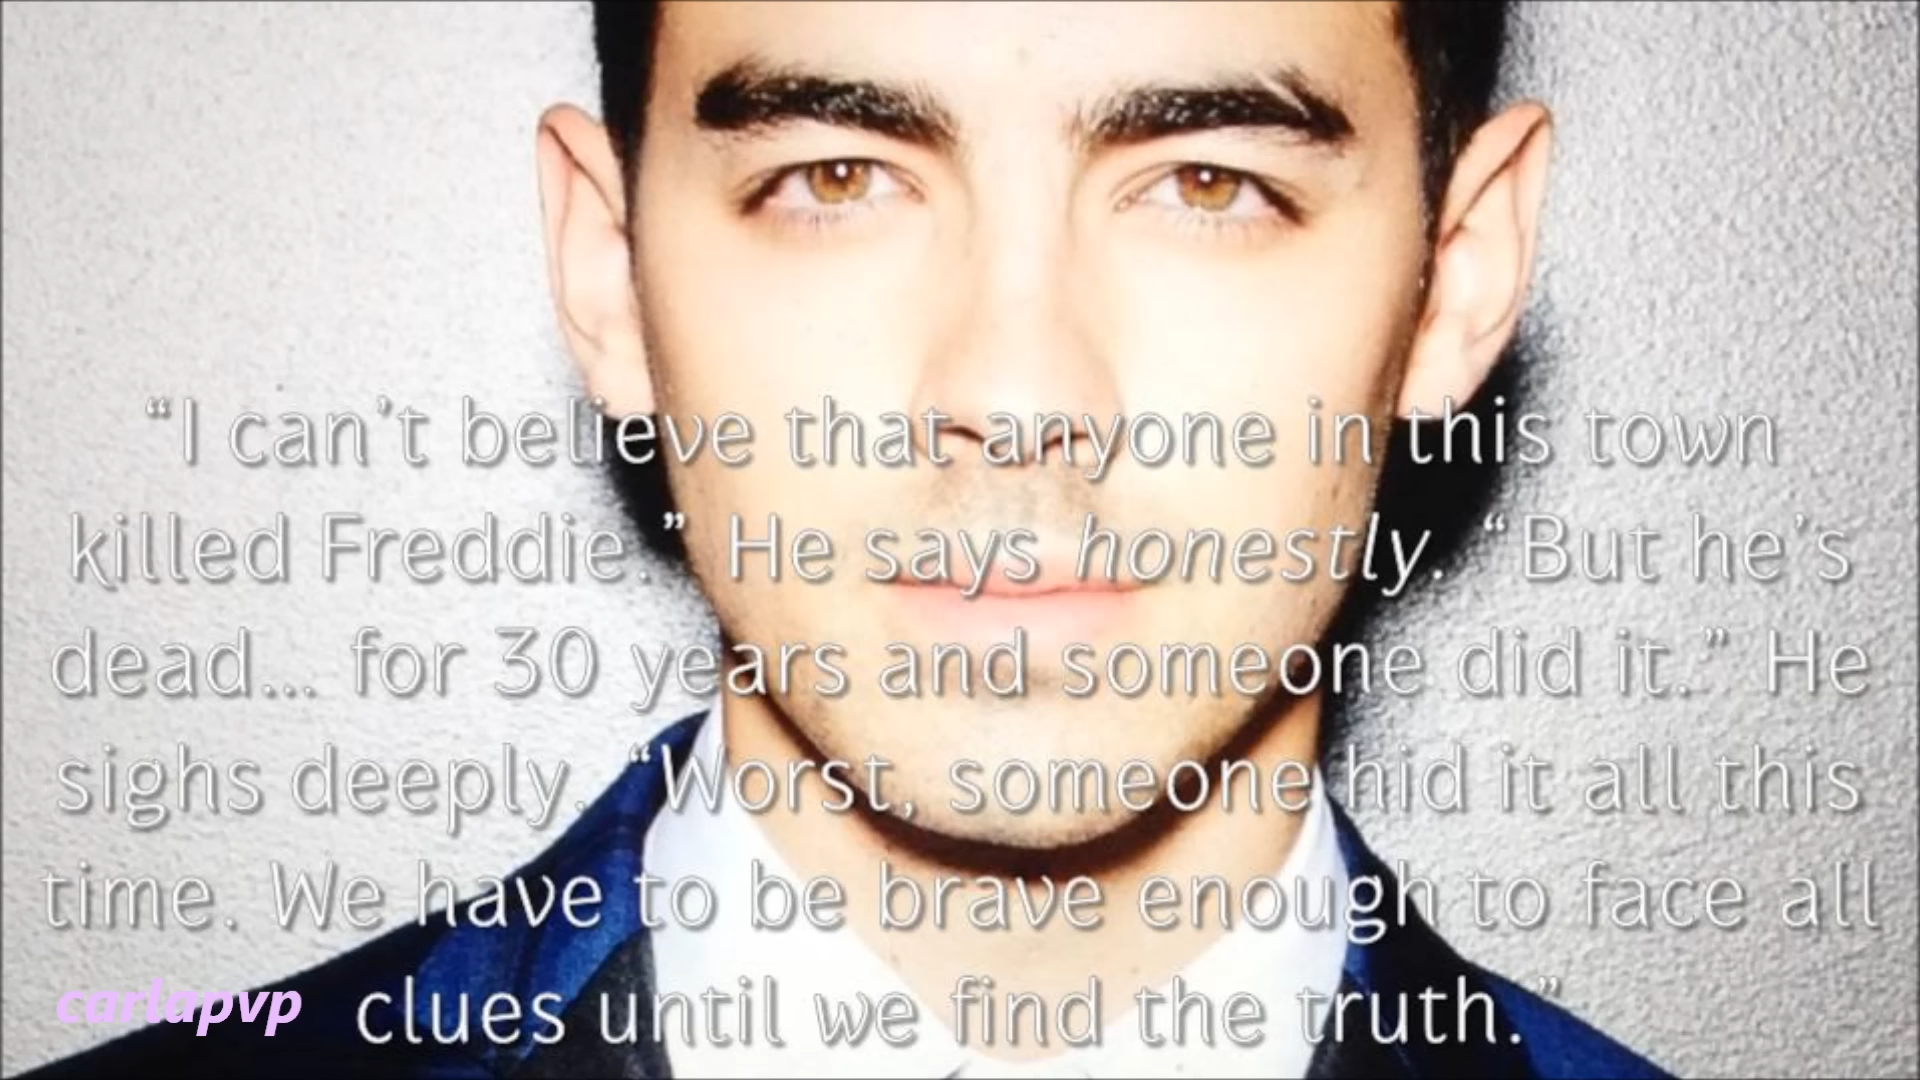 “I can’t believe that anyone in this town
killed Freddie.” He says honestly. “But he’s
dead... for 30 years and someone did it.” He
sighs deeply. “Worst, someone hid it all this
time. We have to be brave enough to face all
clues until we find the truth.”
carlapvp